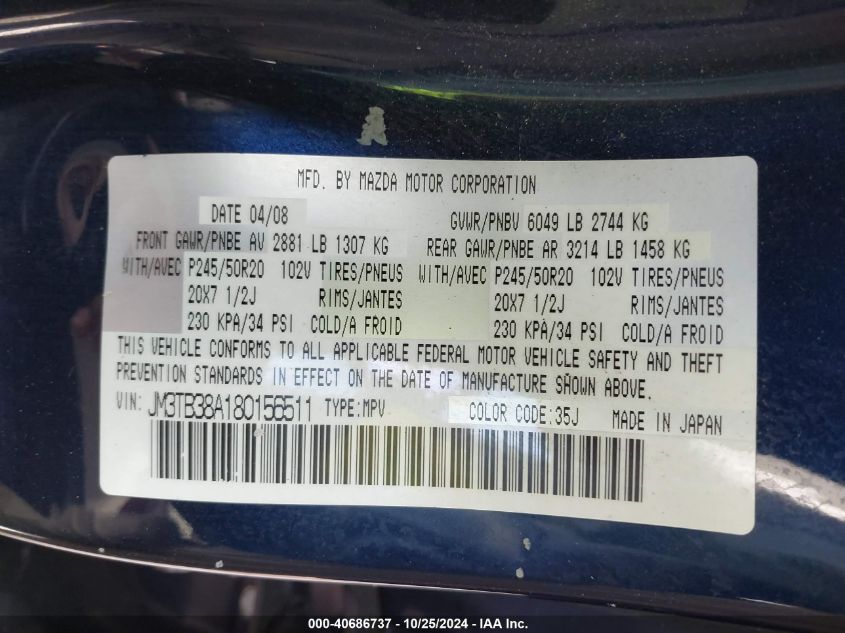 MFD. BY MAZDA MOTOR CORPORATION
DATE 04/08 GVWR/PNBV 6049 LB 2744 KG
FRONT GAWR/PNBE AV 2881 LB 1307 KG REAR GAWR/PNBE AR 3214 LB 1458 KG
WITH/AVEC P245/50R20 102V TIRES/PNEUS WITH/AVEC P245/50R20 102V TIRES/PNEUS
20X7 1/2J RIMS/JANTES 20X7 1/2J RIMS/JANTES
230 KPA/34 PSI COLD/A FROID 230 KPA/34 PSI COLD/A FROID
THIS VEHICLE CONFORMS TO ALL APPLICABLE FEDERAL MOTOR VEHICLE SAFETY AND THEFT
PREVENTION STANDARDS IN EFFECT ON THE DATE OF MANUFACTURE SHOWN ABOVE.
VIN: JM3TB38A180156511 TYPE:MPV COLOR CODE:35J MADE IN JAPAN
000-40686737 - 10/25/2024 - IAA Inc.